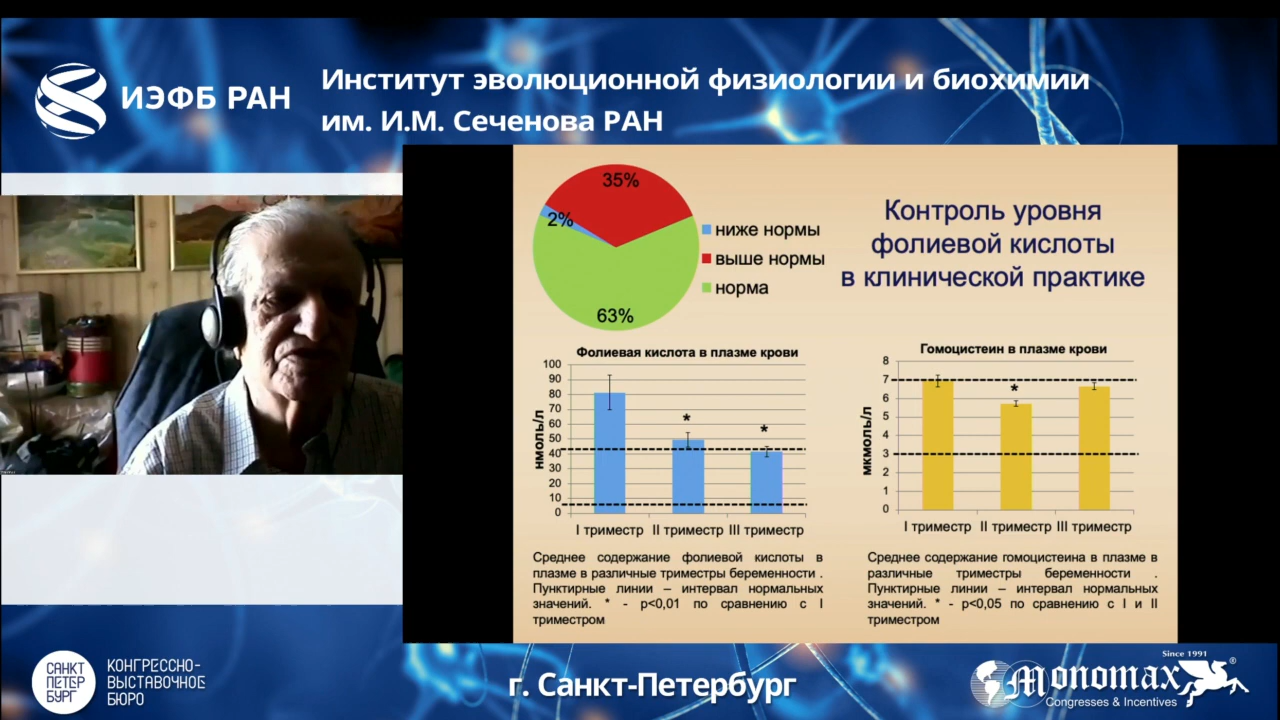 ИЭФБ РАН
Институт эволюционной физиологии и биохимии
им. И.М. Сеченова РАН
35%
2%
63%
ниже нормы
выше нормы
норма
Контроль уровня
фолиевой кислоты
в клинической практике
Фолиевая кислота в плазме крови
нмоль/л
100
90
80
70
60
50
40
30
20
10
0
*
*
I триместр II триместр III триместр
Среднее содержание фолиевой кислоты в
плазме в различные триместры беременности .
Пунктирные линии – интервал нормальных
значений. * - p<0,01 по сравнению с I
триместром
Гомоцистеин в плазме крови
мкмоль/л
8
7
6
5
4
3
2
1
0
*
I триместр II триместр III триместр
Среднее содержание гомоцистеина в плазме в
различные триместры беременности .
Пунктирные линии – интервал нормальных
значений. * - p<0,05 по сравнению с I и II
триместром
САНКТ
ПЕТЕР
БУРГ
КОНГРЕССНО-
ВЫСТАВОЧНОЕ
БЮРО
г. Санкт-Петербург
Since 1991
Monomax
®
Congresses & Incentives